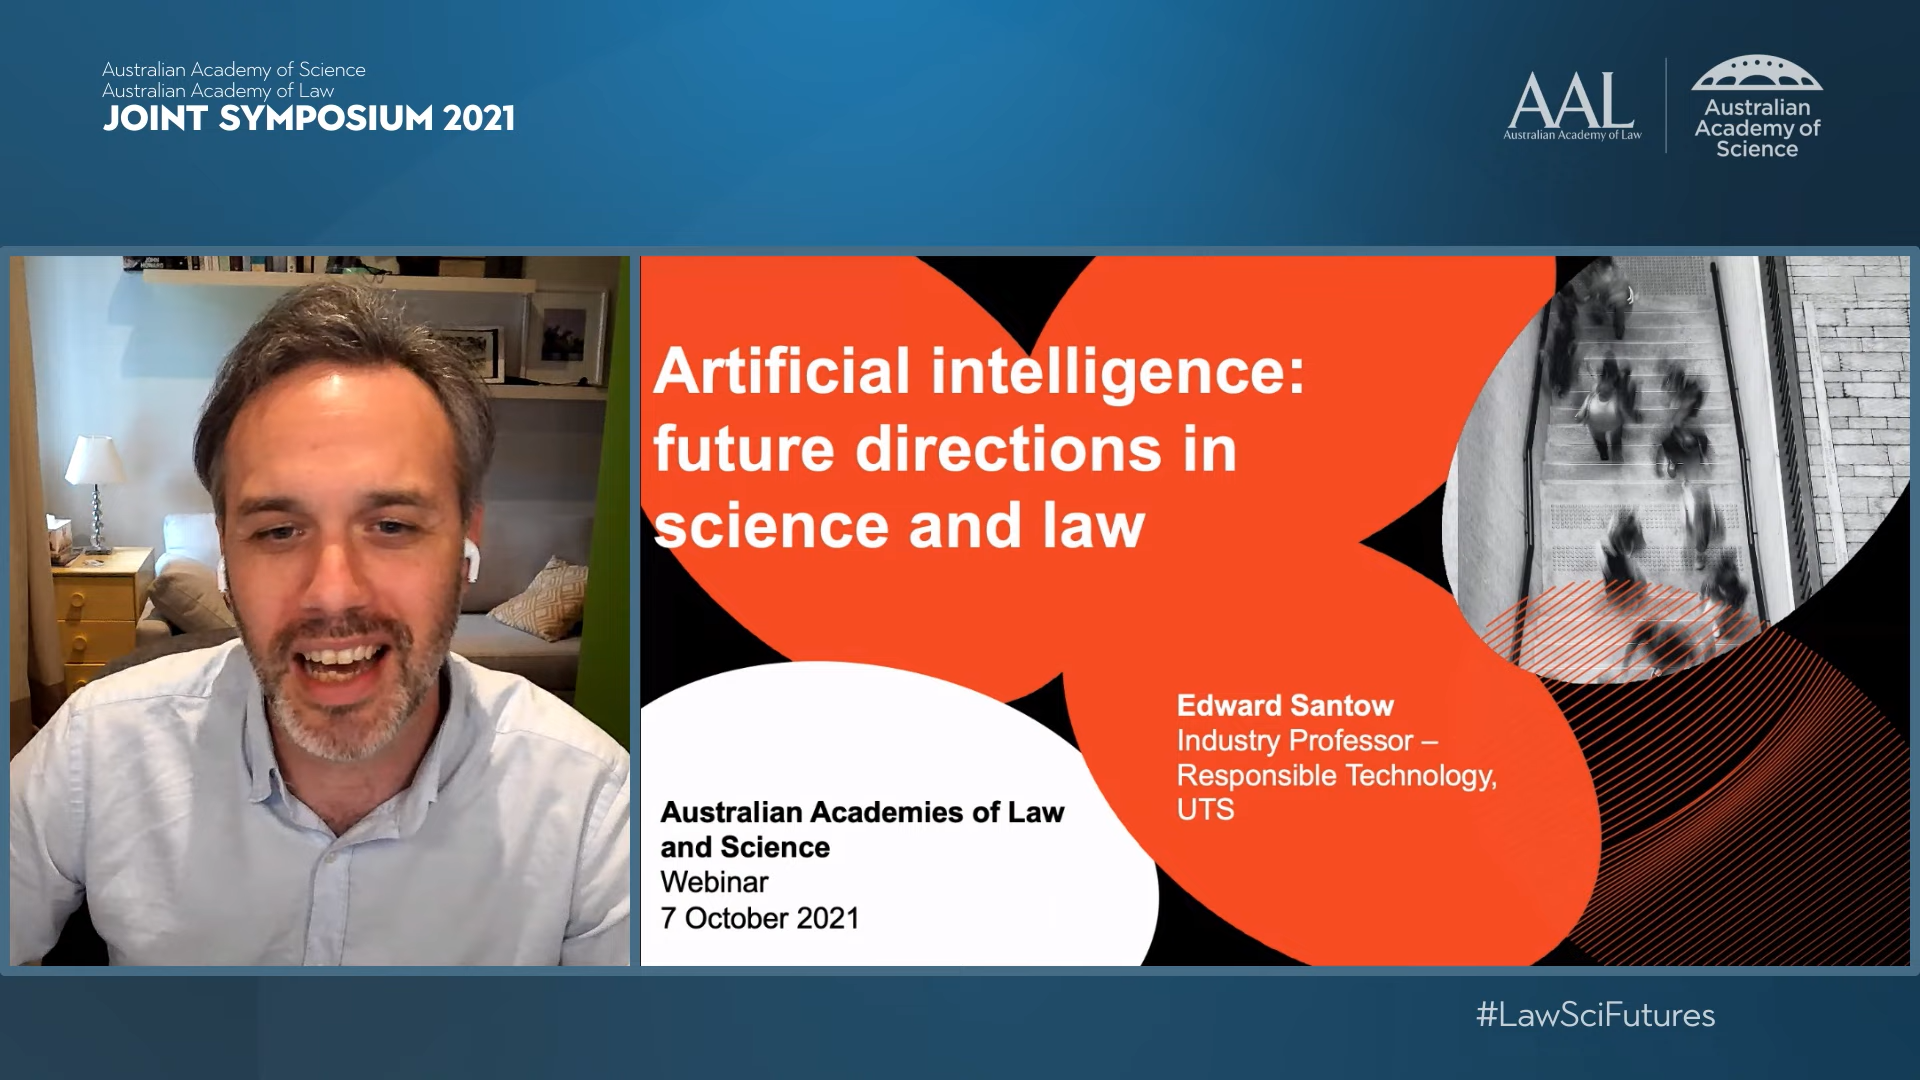 Australian Academy of Science
Australian Academy of Law
JOINT SYMPOSIUM 2021
AAL
Australian Academy of Law
Australian
Academy of
Science
Artificial intelligence:
future directions in
science and law
Edward Santow
Industry Professor –
Responsible Technology,
UTS
Australian Academies of Law
and Science
Webinar
7 October 2021
#LawSciFutures